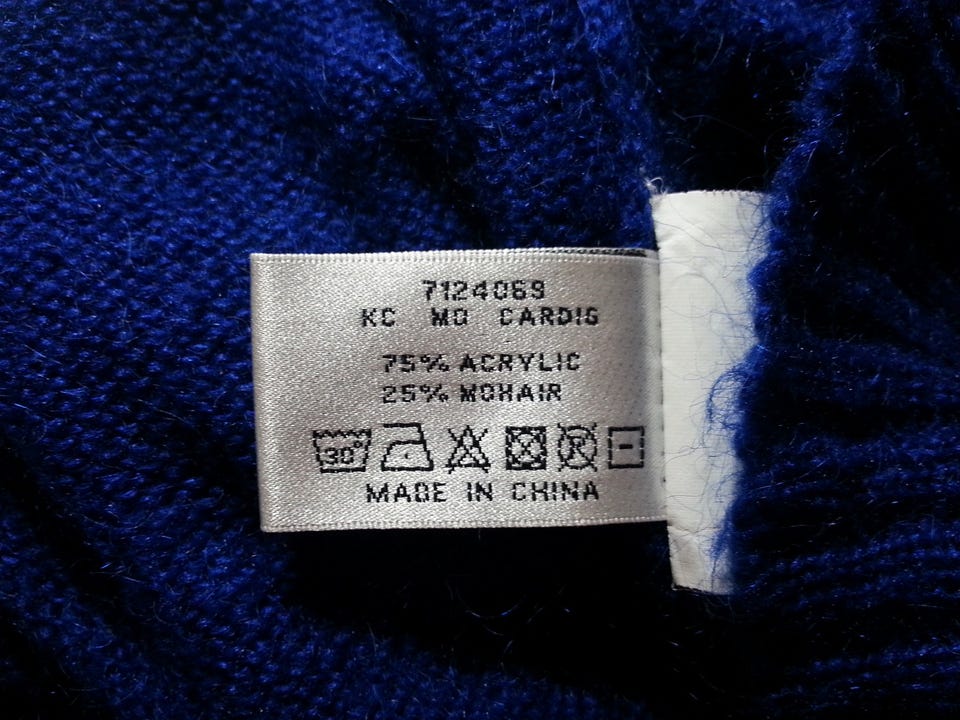 7124069
KC MO CARDIG
75% ACRYLIC
25% MOHAIR
30°
MADE IN CHINA